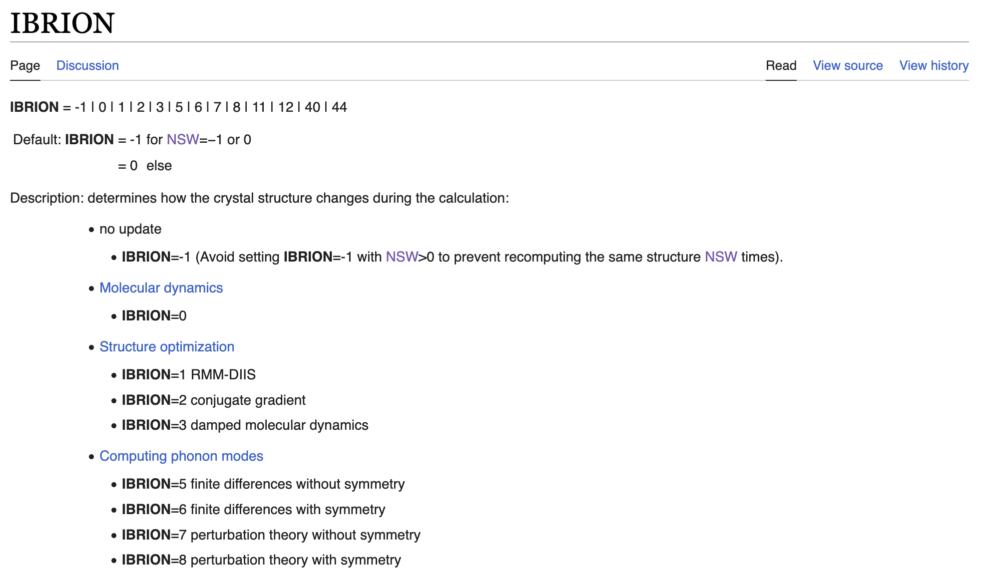 IBRION
Page Discussion Read View source View history
IBRION = -1 | 0 | 1 | 2 | 3 | 5 | 6 | 7 | 8 | 11 | 12 | 40 | 44
Default: IBRION = -1 for NSW=−1 or 0
= 0 else
Description: determines how the crystal structure changes during the calculation:
• no update
• IBRION=-1 (Avoid setting IBRION=-1 with NSW>0 to prevent recomputing the same structure NSW times).
• Molecular dynamics
• IBRION=0
• Structure optimization
• IBRION=1 RMM-DIIS
• IBRION=2 conjugate gradient
• IBRION=3 damped molecular dynamics
• Computing phonon modes
• IBRION=5 finite differences without symmetry
• IBRION=6 finite differences with symmetry
• IBRION=7 perturbation theory without symmetry
• IBRION=8 perturbation theory with symmetry